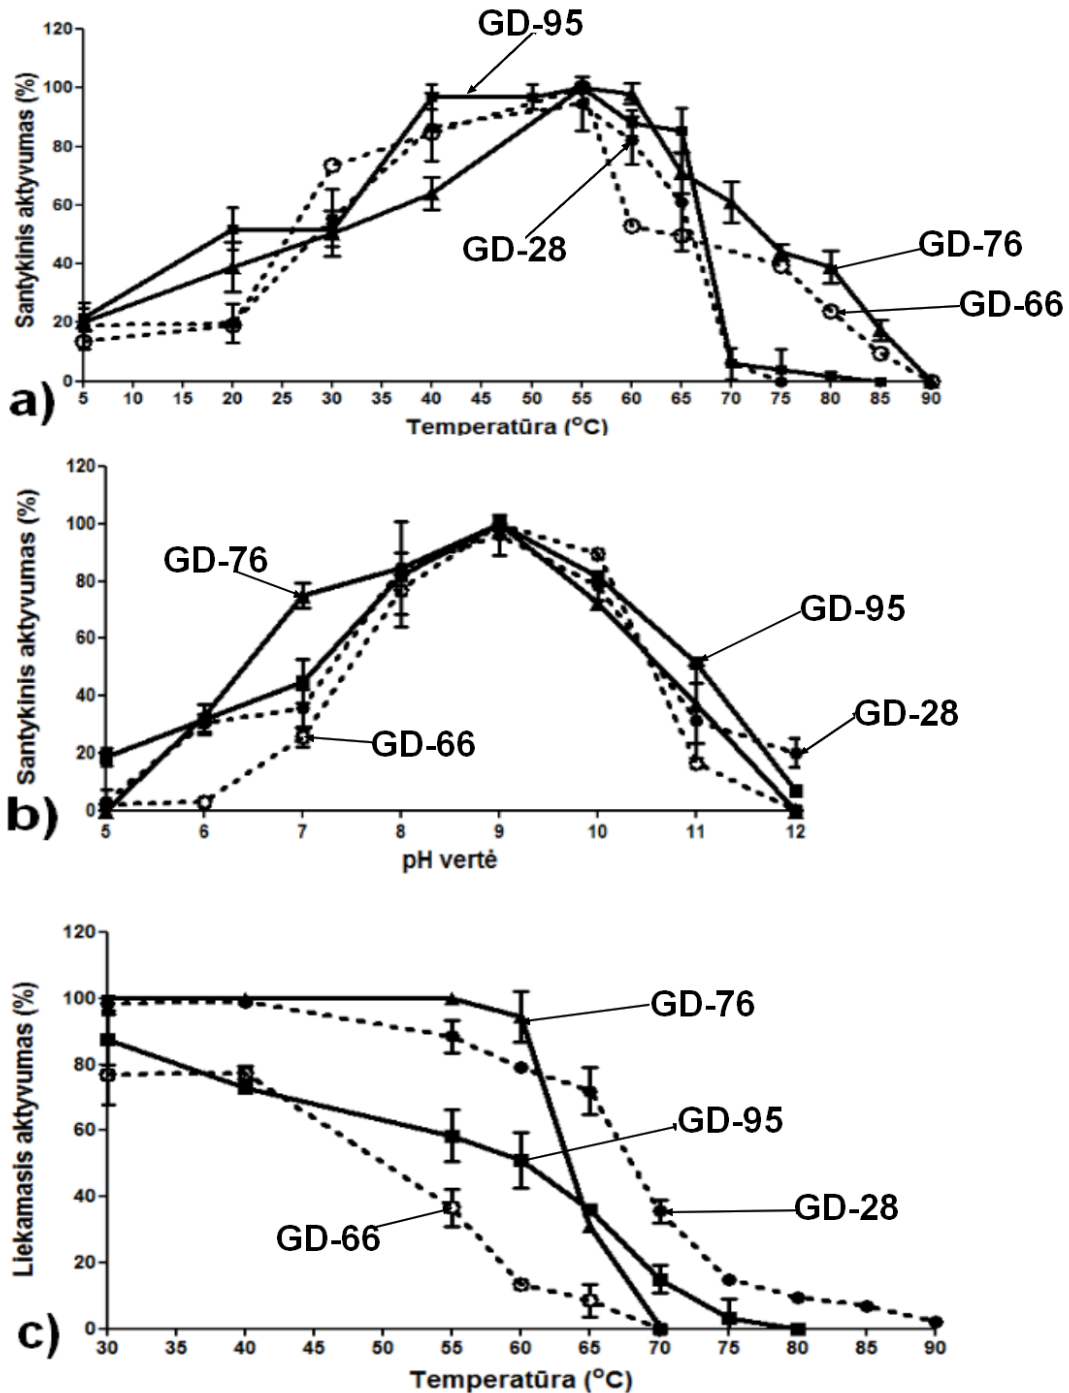 GD-95
120
100
80
60
40
20
0
Santykinis aktyvumas (%)
GD-28
GD-76
GD-66
5 10 15 20 25 30 35 40 45 50 55 60 65 70 75 80 85 90
a)
Temperatūra (°C)
120
100
80
60
40
20
0
Santykinis aktyvumas (%)
GD-76
GD-95
GD-28
GD-66
b)
5 6 7 8 9 10 11 12
pH vertė
120
100
80
60
40
20
0
Liekamasis aktyvumas (%)
GD-76
GD-95
GD-28
GD-66
c)
30 35 40 45 50 55 60 65 70 75 80 85 90
Temperatūra (°C)